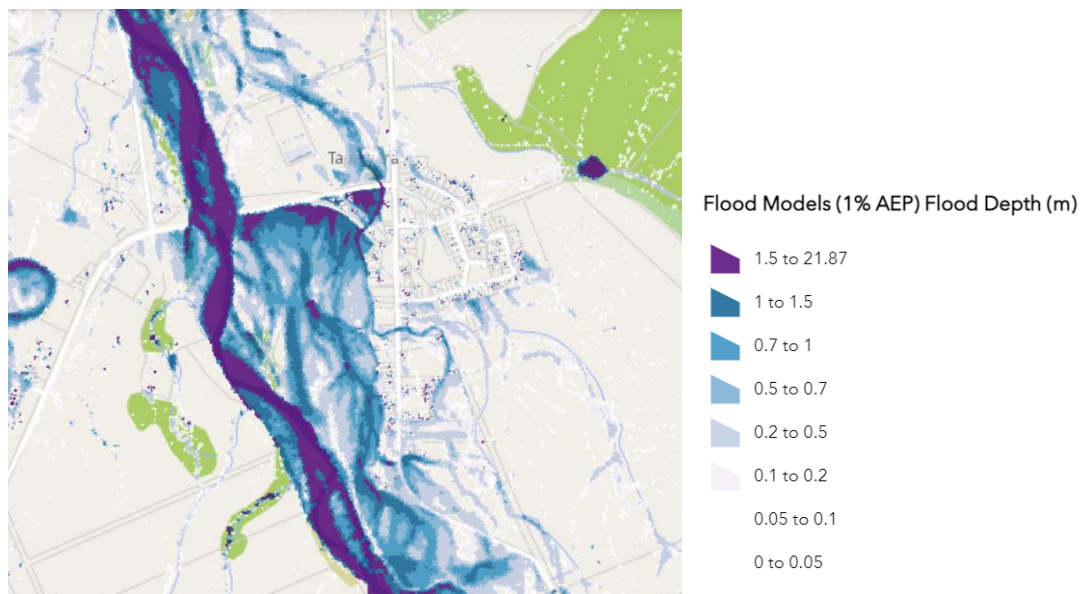 Flood Models (1% AEP) Flood Depth (m)
1.5 to 21.87
1 to 1.5
0.7 to 1
0.5 to 0.7
0.2 to 0.5
0.1 to 0.2
0.05 to 0.1
0 to 0.05